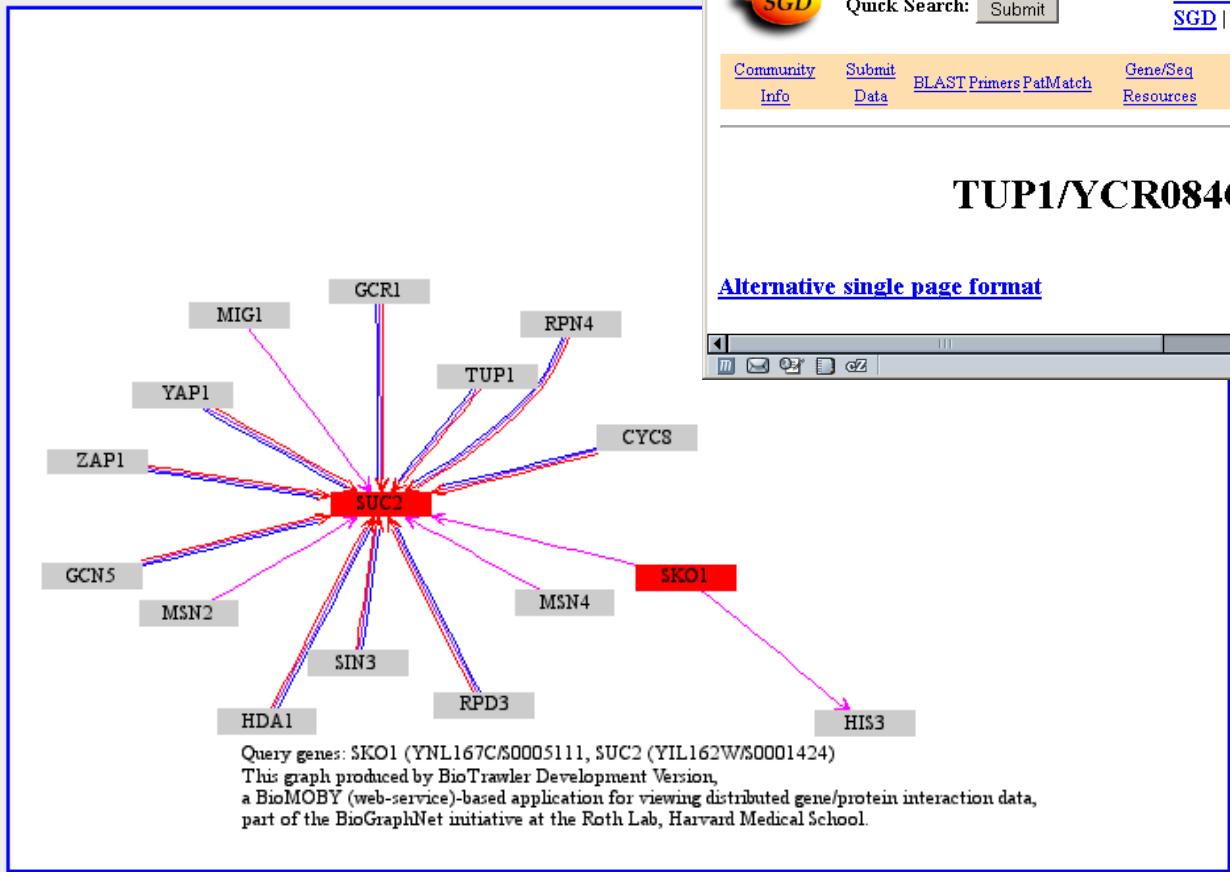 SGD
Quick Search: Submit
SGD |
Community Info
Submit Data
BLAST Primers PatMatch
Gene/Seq Resources
TUP1/YCR084
Alternative single page format
GCR1
MIG1
RPN4
TUP1
YAP1
CYC8
ZAP1
SUC2
GCN5
SKO1
MSN2
MSN4
SIN3
HDA1
RPD3
HIS3
Query genes: SKO1 (YNL167C/S0005111, SUC2 (YIL162W/S0001424)
This graph produced by BioTrawler Development Version,
a BioMOBY (web-service)-based application for viewing distributed gene/protein interaction data,
part of the BioGraphNet initiative at the Roth Lab, Harvard Medical School.